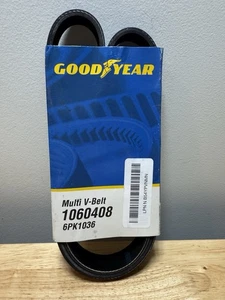 GOODYEAR
Multi V-Belt
1060408
6PK1036